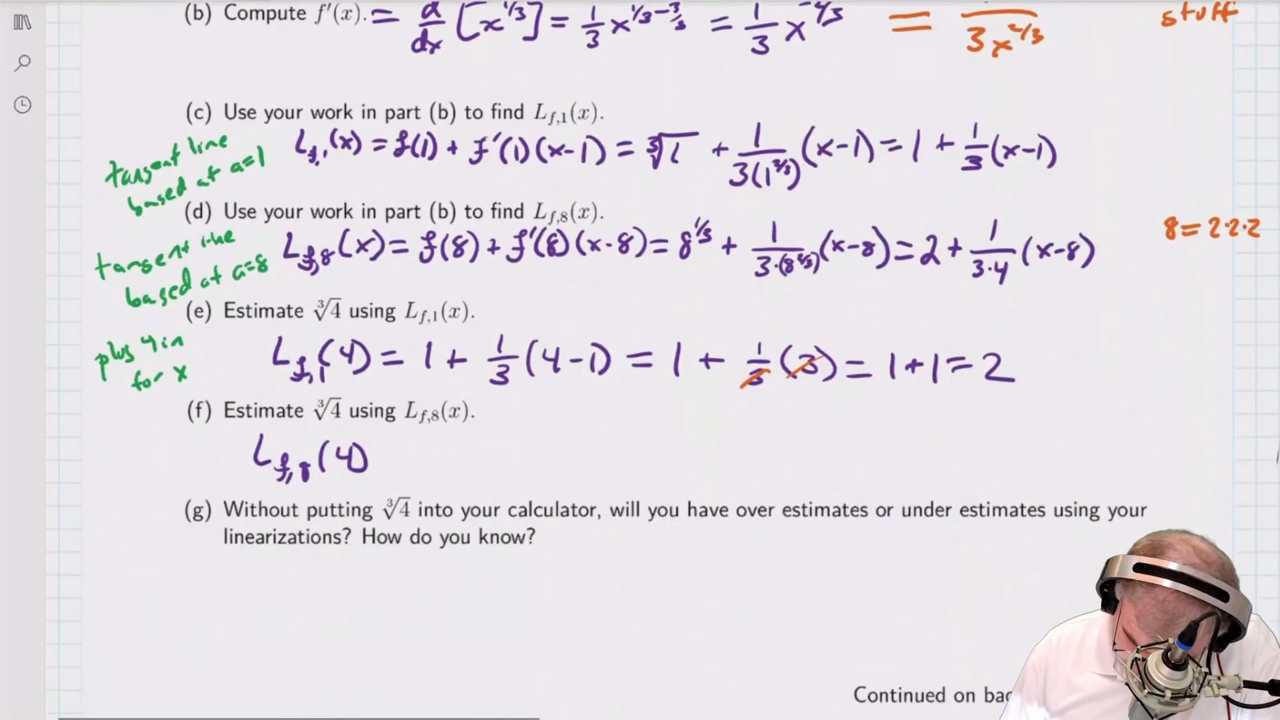 (b) Compute f′(x). = d/dx [x^{1/3}] = 1/3 x^{1/3 - 3/3} = 1/3 x^{-2/3} = 3x^{2/3} stuff
(c) Use your work in part (b) to find L_{f,1}(x).
tangent line based at a=1
L_{f,1}(x) = f(1) + f′(1)(x-1) = ∛1 + 1/(3(1^{2/3})) (x-1) = 1 + 1/3 (x-1)
(d) Use your work in part (b) to find L_{f,8}(x).
8 = 2·2·2
tangent line based at a=8
L_{f,8}(x) = f(8) + f′(8)(x-8) = 8^{1/3} + 1/(3·(8^{2/3})) (x-8) = 2 + 1/(3·4) (x-8)
(e) Estimate ∛4 using L_{f,1}(x).
plug 4 in for x
L_{f,1}(4) = 1 + 1/3 (4-1) = 1 + 1/3 (3) = 1+1 = 2
(f) Estimate ∛4 using L_{f,8}(x).
L_{f,8}(4)
(g) Without putting ∛4 into your calculator, will you have over estimates or under estimates using your
linearizations? How do you know?
Continued on